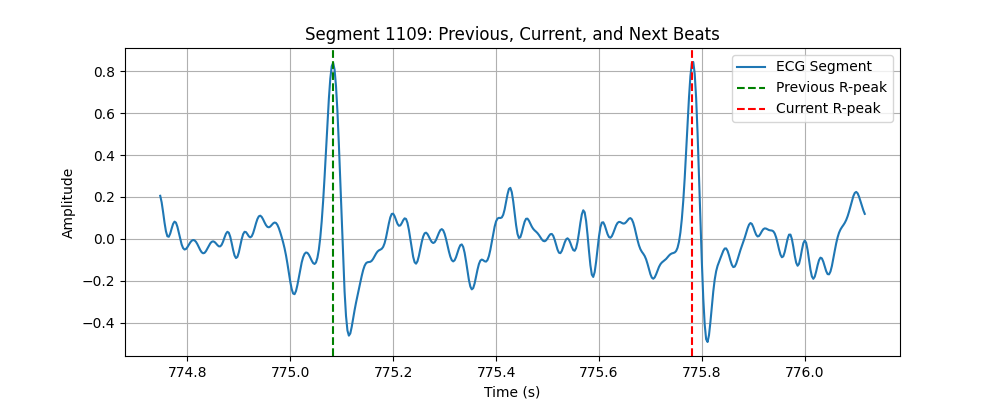 Segment 1109: Previous, Current, and Next Beats
ECG Segment
Previous R-peak
Current R-peak
Amplitude
0.8
0.6
0.4
0.2
0.0
−0.2
−0.4
774.8 775.0 775.2 775.4 775.6 775.8 776.0
Time (s)